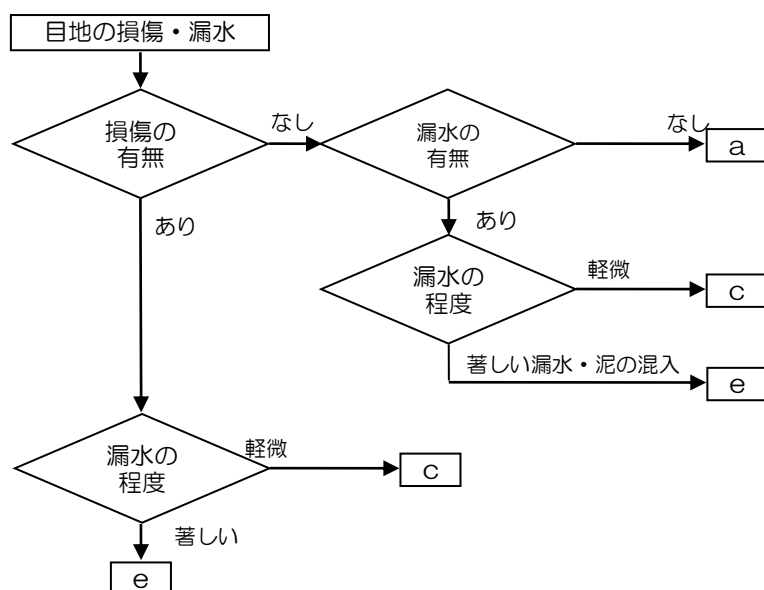 目地の損傷・漏水
損傷の
有無
なし
漏水の
有無
なし
a
あり
あり
漏水の
程度
軽微
c
著しい漏水・泥の混入
e
漏水の
程度
軽微
c
著しい
e